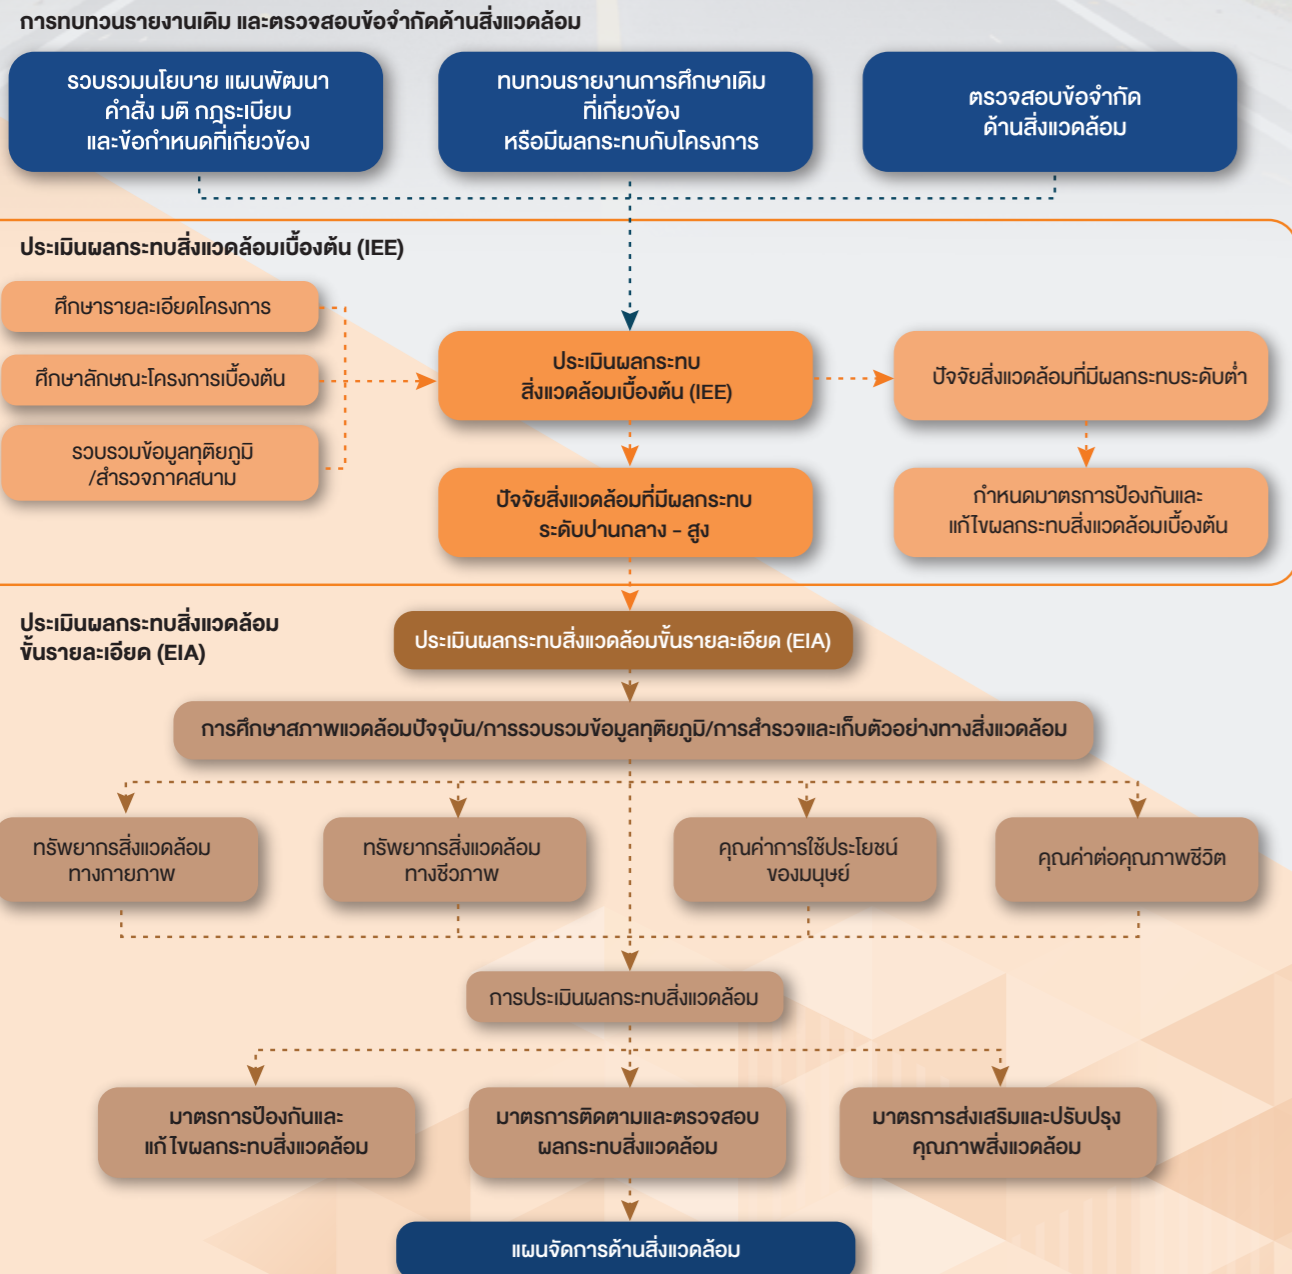 การทบทวนรายงานเดิม และตรวจสอบข้อจำกัดด้านสิ่งแวดล้อม
รวบรวมนโยบาย แผนพัฒนา
คำสั่ง มติ กฎระเบียบ
และข้อกำหนดที่เกี่ยวข้อง
ทบทวนรายงานการศึกษาเดิม
ที่เกี่ยวข้อง
หรือมีผลกระทบกับโครงการ
ตรวจสอบข้อจำกัด
ด้านสิ่งแวดล้อม
ประเมินผลกระทบสิ่งแวดล้อมเบื้องต้น (IEE)
ศึกษารายละเอียดโครงการ
ศึกษาลักษณะโครงการเบื้องต้น
รวบรวมข้อมูลทุติยภูมิ
/สำรวจภาคสนาม
ประเมินผลกระทบ
สิ่งแวดล้อมเบื้องต้น (IEE)
ปัจจัยสิ่งแวดล้อมที่มีผลกระทบระดับต่ำ
ปัจจัยสิ่งแวดล้อมที่มีผลกระทบ
ระดับปานกลาง - สูง
กำหนดมาตรการป้องกันและ
แก้ไขผลกระทบสิ่งแวดล้อมเบื้องต้น
ประเมินผลกระทบสิ่งแวดล้อม
ขั้นรายละเอียด (EIA)
ประเมินผลกระทบสิ่งแวดล้อมขั้นรายละเอียด (EIA)
การศึกษาสภาพแวดล้อมปัจจุบัน/การรวบรวมข้อมูลทุติยภูมิ/การสำรวจและเก็บตัวอย่างทางสิ่งแวดล้อม
ทรัพยากรสิ่งแวดล้อม
ทางกายภาพ
ทรัพยากรสิ่งแวดล้อม
ทางชีวภาพ
คุณค่าการใช้ประโยชน์
ของมนุษย์
คุณค่าต่อคุณภาพชีวิต
การประเมินผลกระทบสิ่งแวดล้อม
มาตรการป้องกันและ
แก้ไขผลกระทบสิ่งแวดล้อม
มาตรการติดตามและตรวจสอบ
ผลกระทบสิ่งแวดล้อม
มาตรการส่งเสริมและปรับปรุง
คุณภาพสิ่งแวดล้อม
แผนจัดการด้านสิ่งแวดล้อม